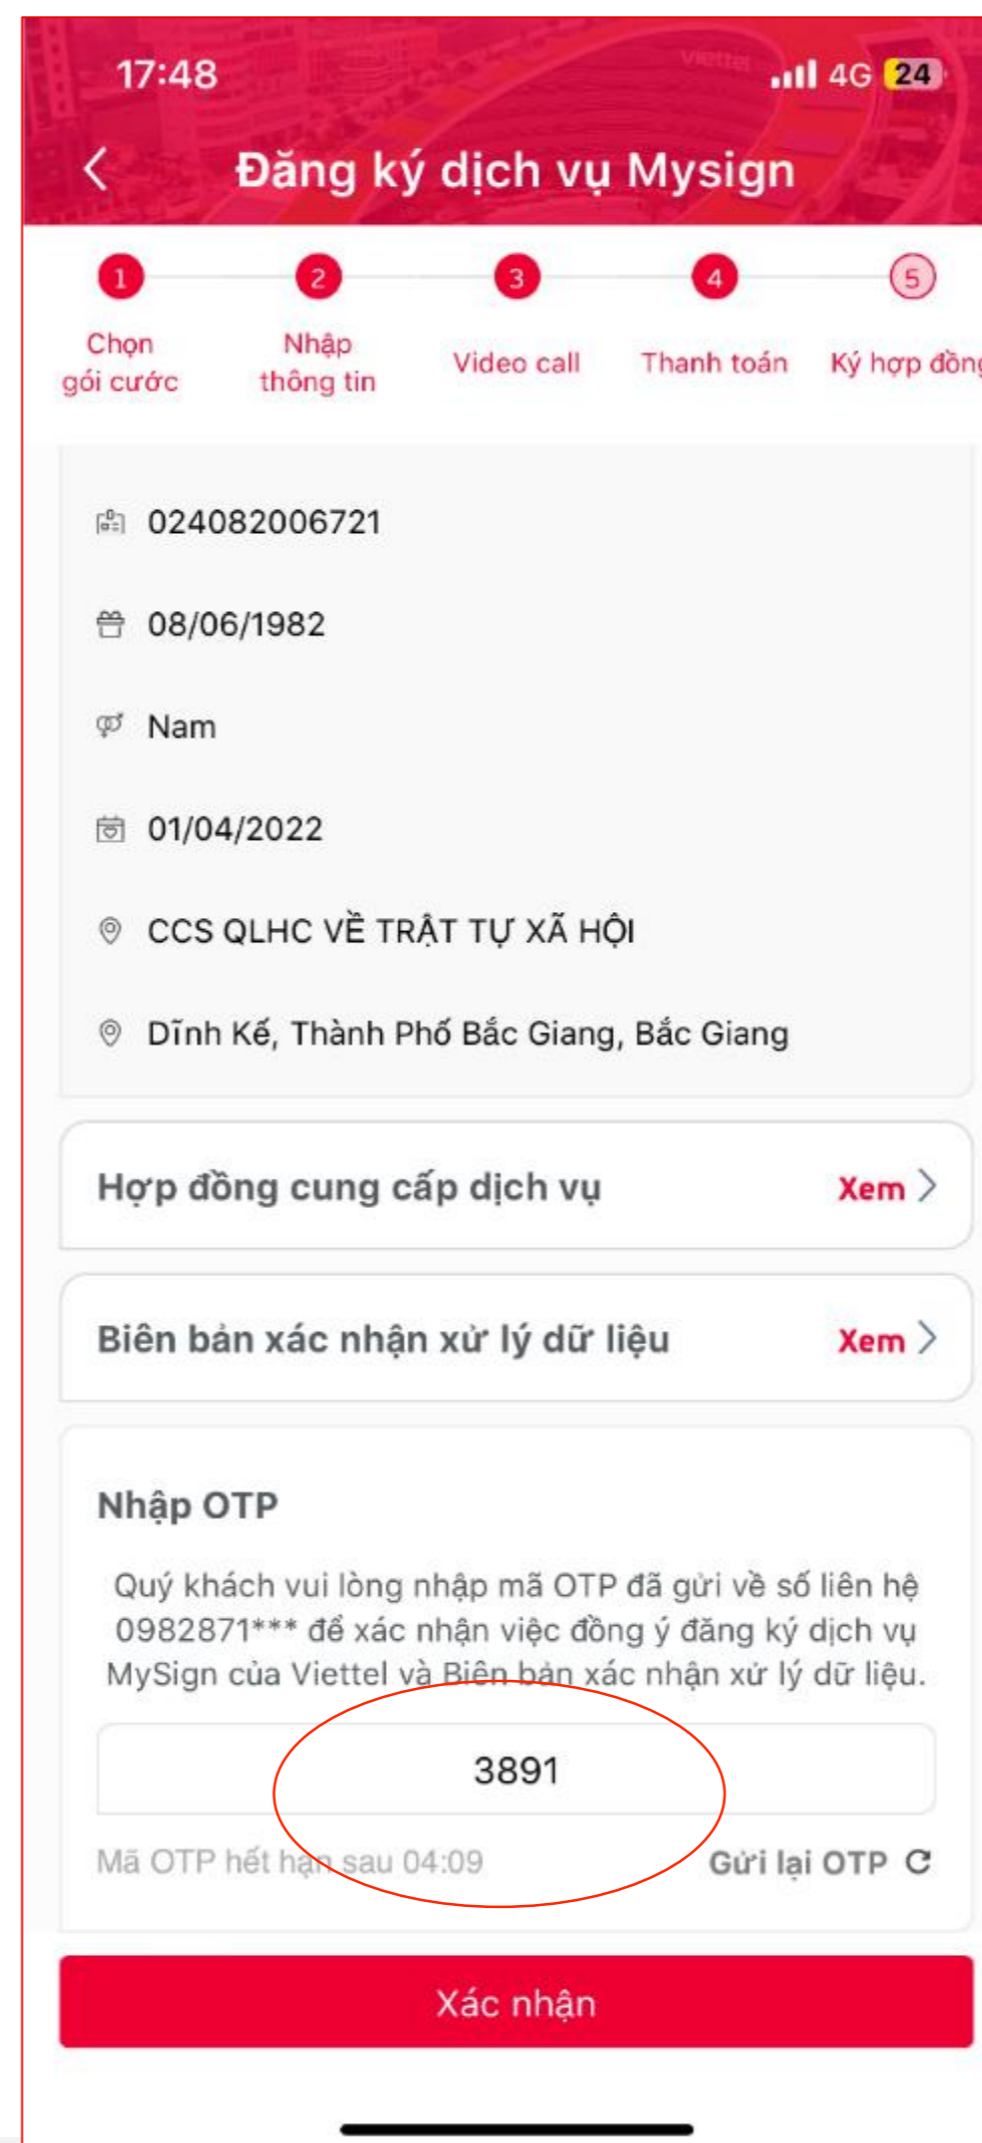 viettel
17:48
4G 24
Đăng ký dịch vụ Mysign
1 2 3 4 5
Chọn gói cước
Nhập thông tin
Video call
Thanh toán
Ký hợp đồng
024082006721
08/06/1982
Nam
01/04/2022
CCS QLHC VỀ TRẬT TỰ XÃ HỘI
Dĩnh Kế, Thành Phố Bắc Giang, Bắc Giang
Hợp đồng cung cấp dịch vụ Xem
Biên bản xác nhận xử lý dữ liệu Xem
Nhập OTP
Quý khách vui lòng nhập mã OTP đã gửi về số liên hệ
0982871*** để xác nhận việc đồng ý đăng ký dịch vụ
MySign của Viettel và Biên bản xác nhận xử lý dữ liệu.
3891
Mã OTP hết hạn sau 04:09 Gửi lại OTP
Xác nhận